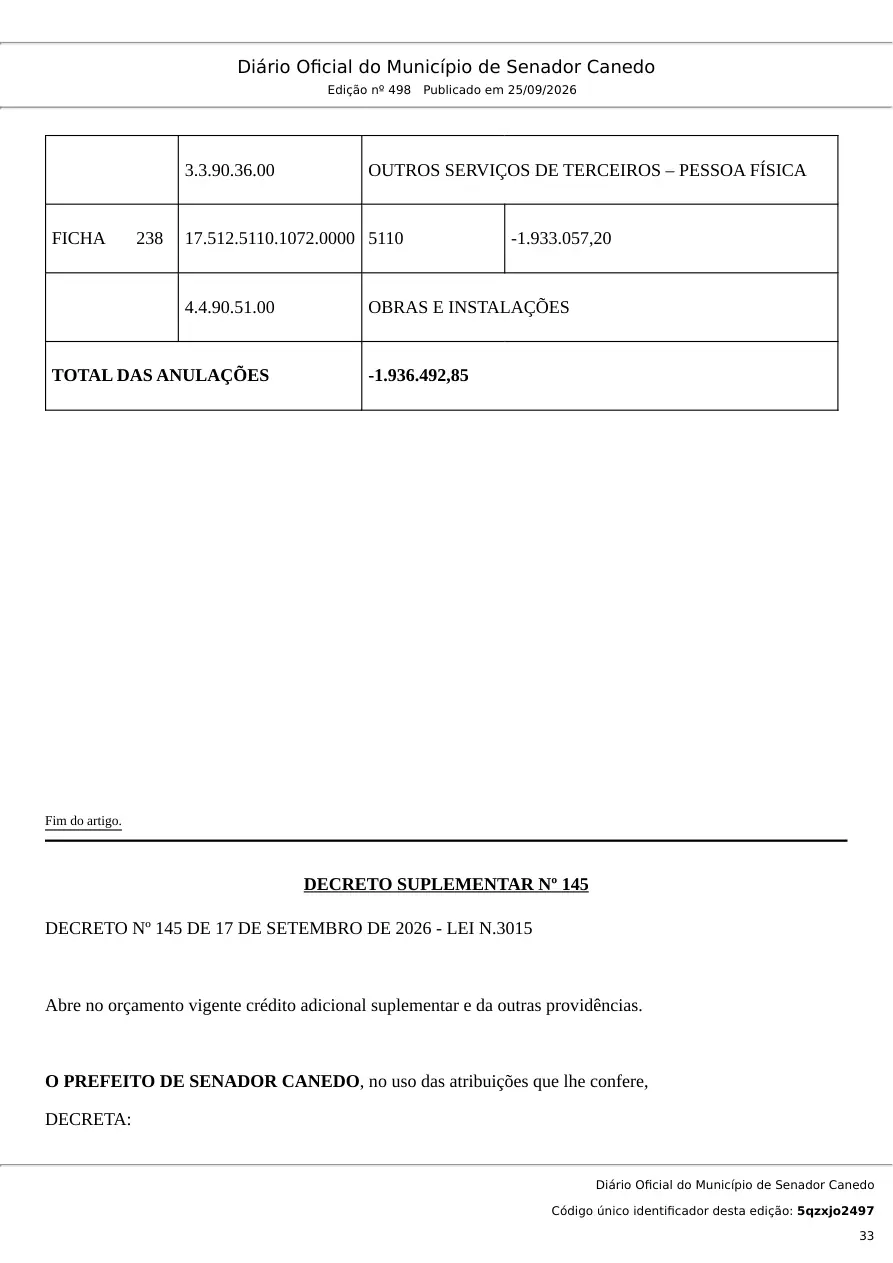 Diário Oficial do Município de Senador Canedo
Edição nº 498 Publicado em 25/09/2026
3.3.90.36.00 OUTROS SERVIÇOS DE TERCEIROS – PESSOA FÍSICA
FICHA 238 17.512.5110.1072.0000 5110 -1.933.057,20
4.4.90.51.00 OBRAS E INSTALAÇÕES
TOTAL DAS ANULAÇÕES -1.936.492,85
Fim do artigo.
DECRETO SUPLEMENTAR Nº 145
DECRETO Nº 145 DE 17 DE SETEMBRO DE 2026 - LEI N.3015
Abre no orçamento vigente crédito adicional suplementar e da outras providências.
O PREFEITO DE SENADOR CANEDO, no uso das atribuições que lhe confere,
DECRETA:
Diário Oficial do Município de Senador Canedo
Código único identificador desta edição: 5qzxjo2497
33